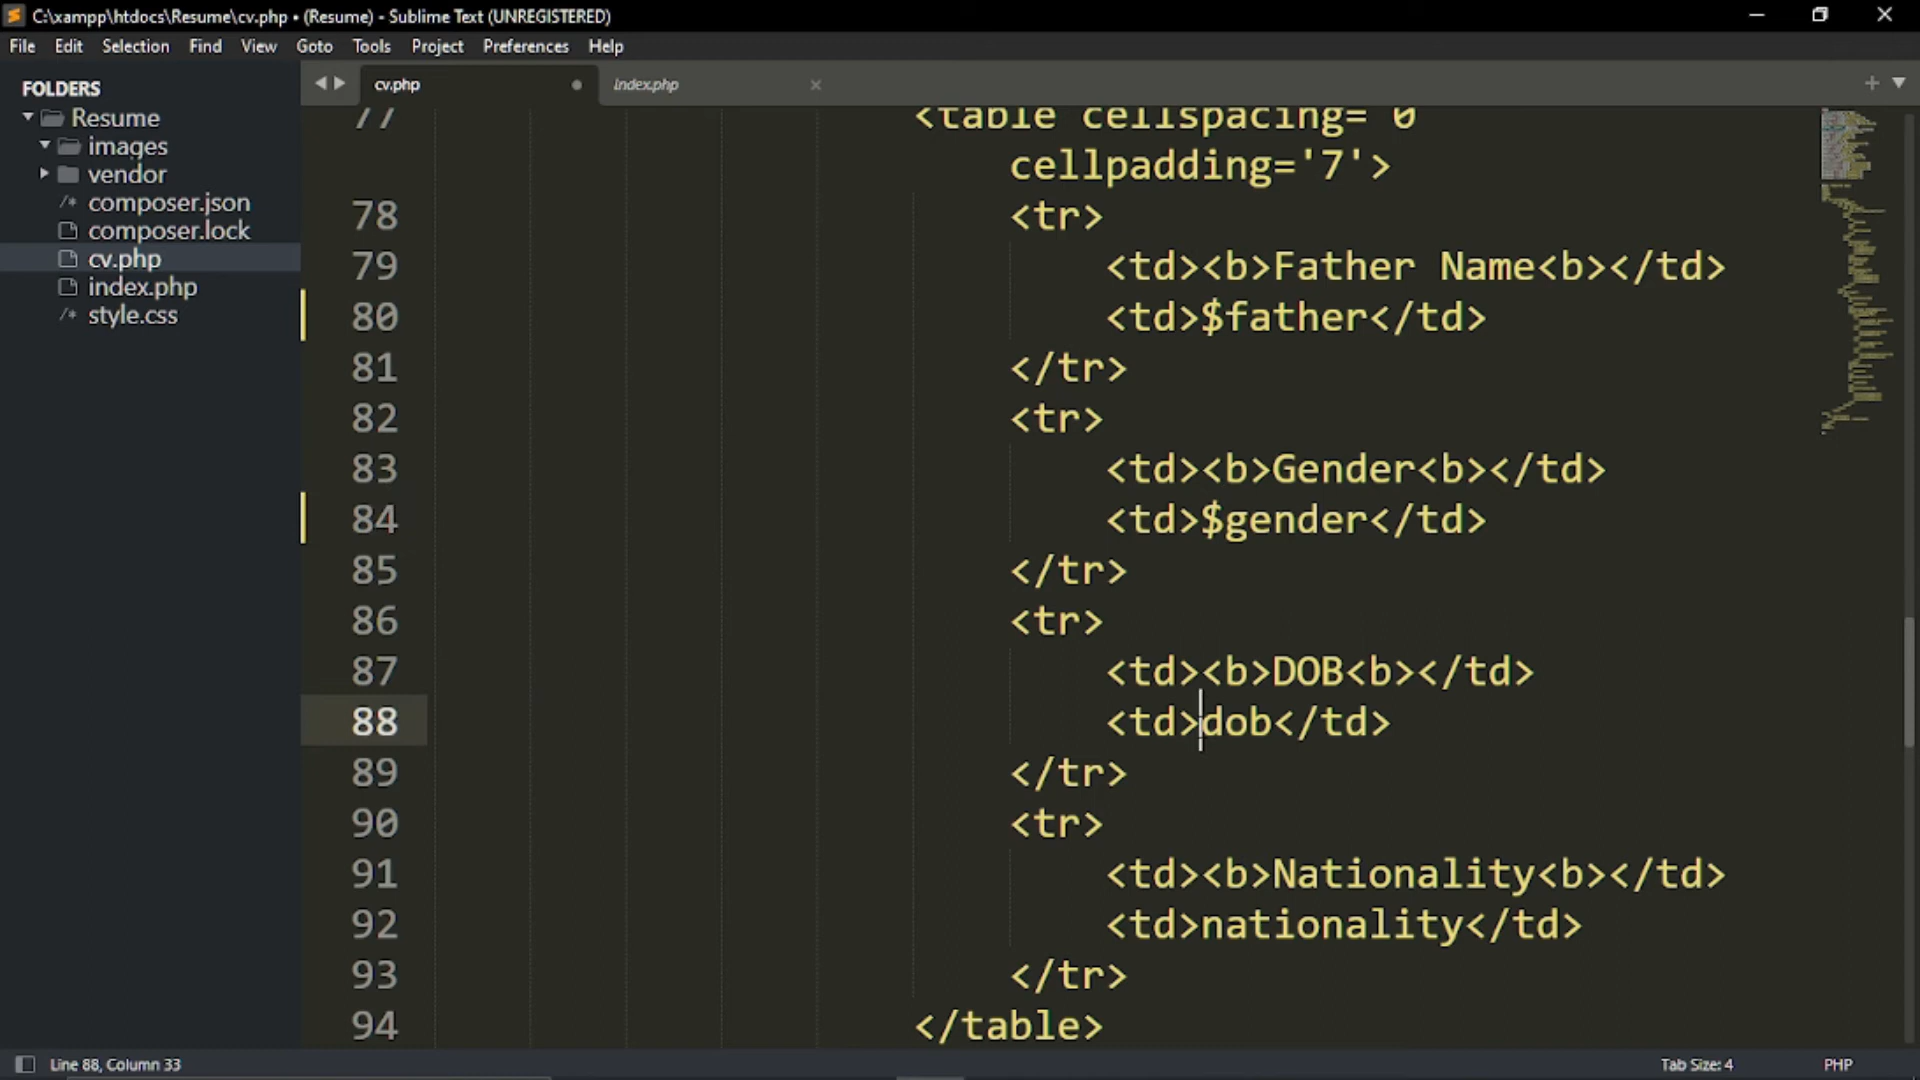 C:\xampp\htdocs\Resume\cv.php • (Resume) - Sublime Text (UNREGISTERED)
File Edit Selection Find View Goto Tools Project Preferences Help
FOLDERS
Resume
images
vendor
composer.json
composer.lock
cv.php
index.php
style.css
cv.php index.php
77 <table cellspacing='0'
cellpadding='7'>
78 <tr>
79 <td><b>Father Name<b></td>
80 <td>$father</td>
81 </tr>
82 <tr>
83 <td><b>Gender<b></td>
84 <td>$gender</td>
85 </tr>
86 <tr>
87 <td><b>DOB<b></td>
88 <td>dob</td>
89 </tr>
90 <tr>
91 <td><b>Nationality<b></td>
92 <td>nationality</td>
93 </tr>
94 </table>
Line 88, Column 33 Tab Size: 4 PHP